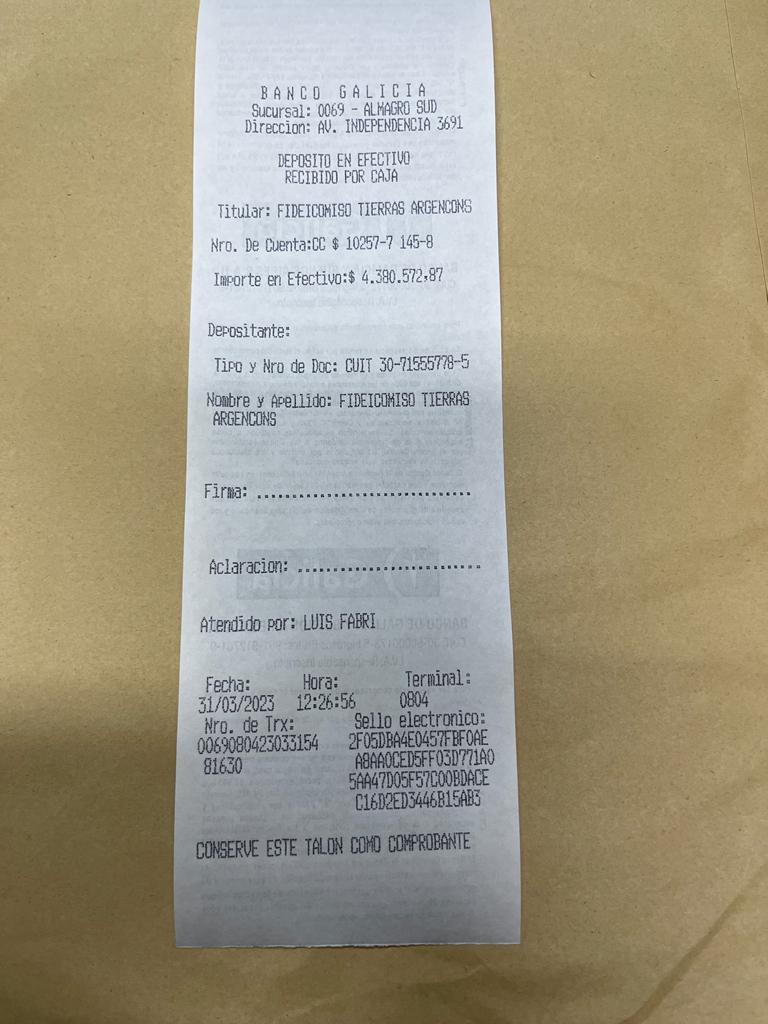 BANCO GALICIA
Sucursal: 0069 - ALMAGRO SUD
Direccion: AV. INDEPENDENCIA 3691
DEPOSITO EN EFECTIVO
RECIBIDO POR CAJA
Titular: FIDEICOMISO TIERRAS ARGENCONS
Nro. De Cuenta:CC $ 10257-7 145-8
Importe en Efectivo:$ 4.380.572,87
Depositante:
Tipo y Nro de Doc: CUIT 30-71555778-5
Nombre y Apellido: FIDEICOMISO TIERRAS
ARGENCONS
Firma: ..............................
Aclaracion: ..........................
Atendido por: LUIS FABRI
Fecha: Hora: Terminal:
31/03/2023 12:26:56 0804
Nro. de Trx: Sello electronico:
0069080423033154 2F05DBA4E0457FBF0AE
81630 A8AA0CED5FF03D771A0
5AA47D05F57C00BDACE
C16D2ED3446B15AB3
CONSERVE ESTE TALON COMO COMPROBANTE